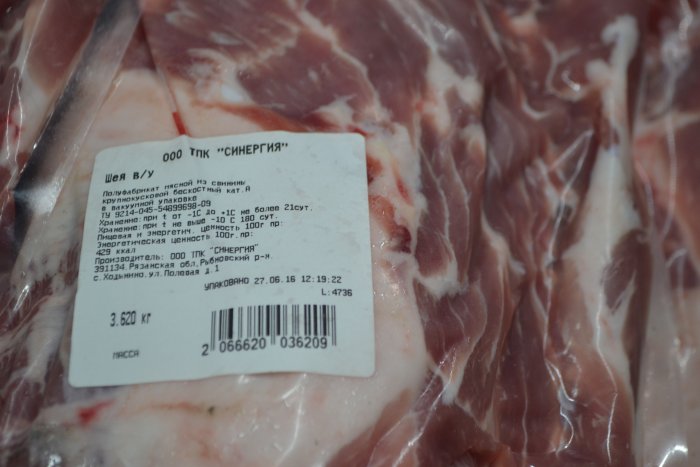 ООО ТПК "СИНЕРГИЯ"
Шея в/у
Полуфабрикат мясной из свинины
крупнокусковой бескостный кат.А
в вакуумной упаковке
ТУ 9214-045-54899698-09
Хранение:при t от -1С до +1С не более 21сут.
Хранение:при t не выше -10 С 180 сут.
Пищевая и энергетич. ценность 100г пр:
Энергетическая ценность 100г.пр:
429 ккал
Производитель: ООО ТПК "СИНЕРГИЯ"
391134,Рязанская обл,Рыбновский р-н.
с.Ходынино.ул.Полевая д.1
УПАКОВАНО 27.06.16 12:19:22
L:4736
3.620 кг
МАССА
2 066620 036209